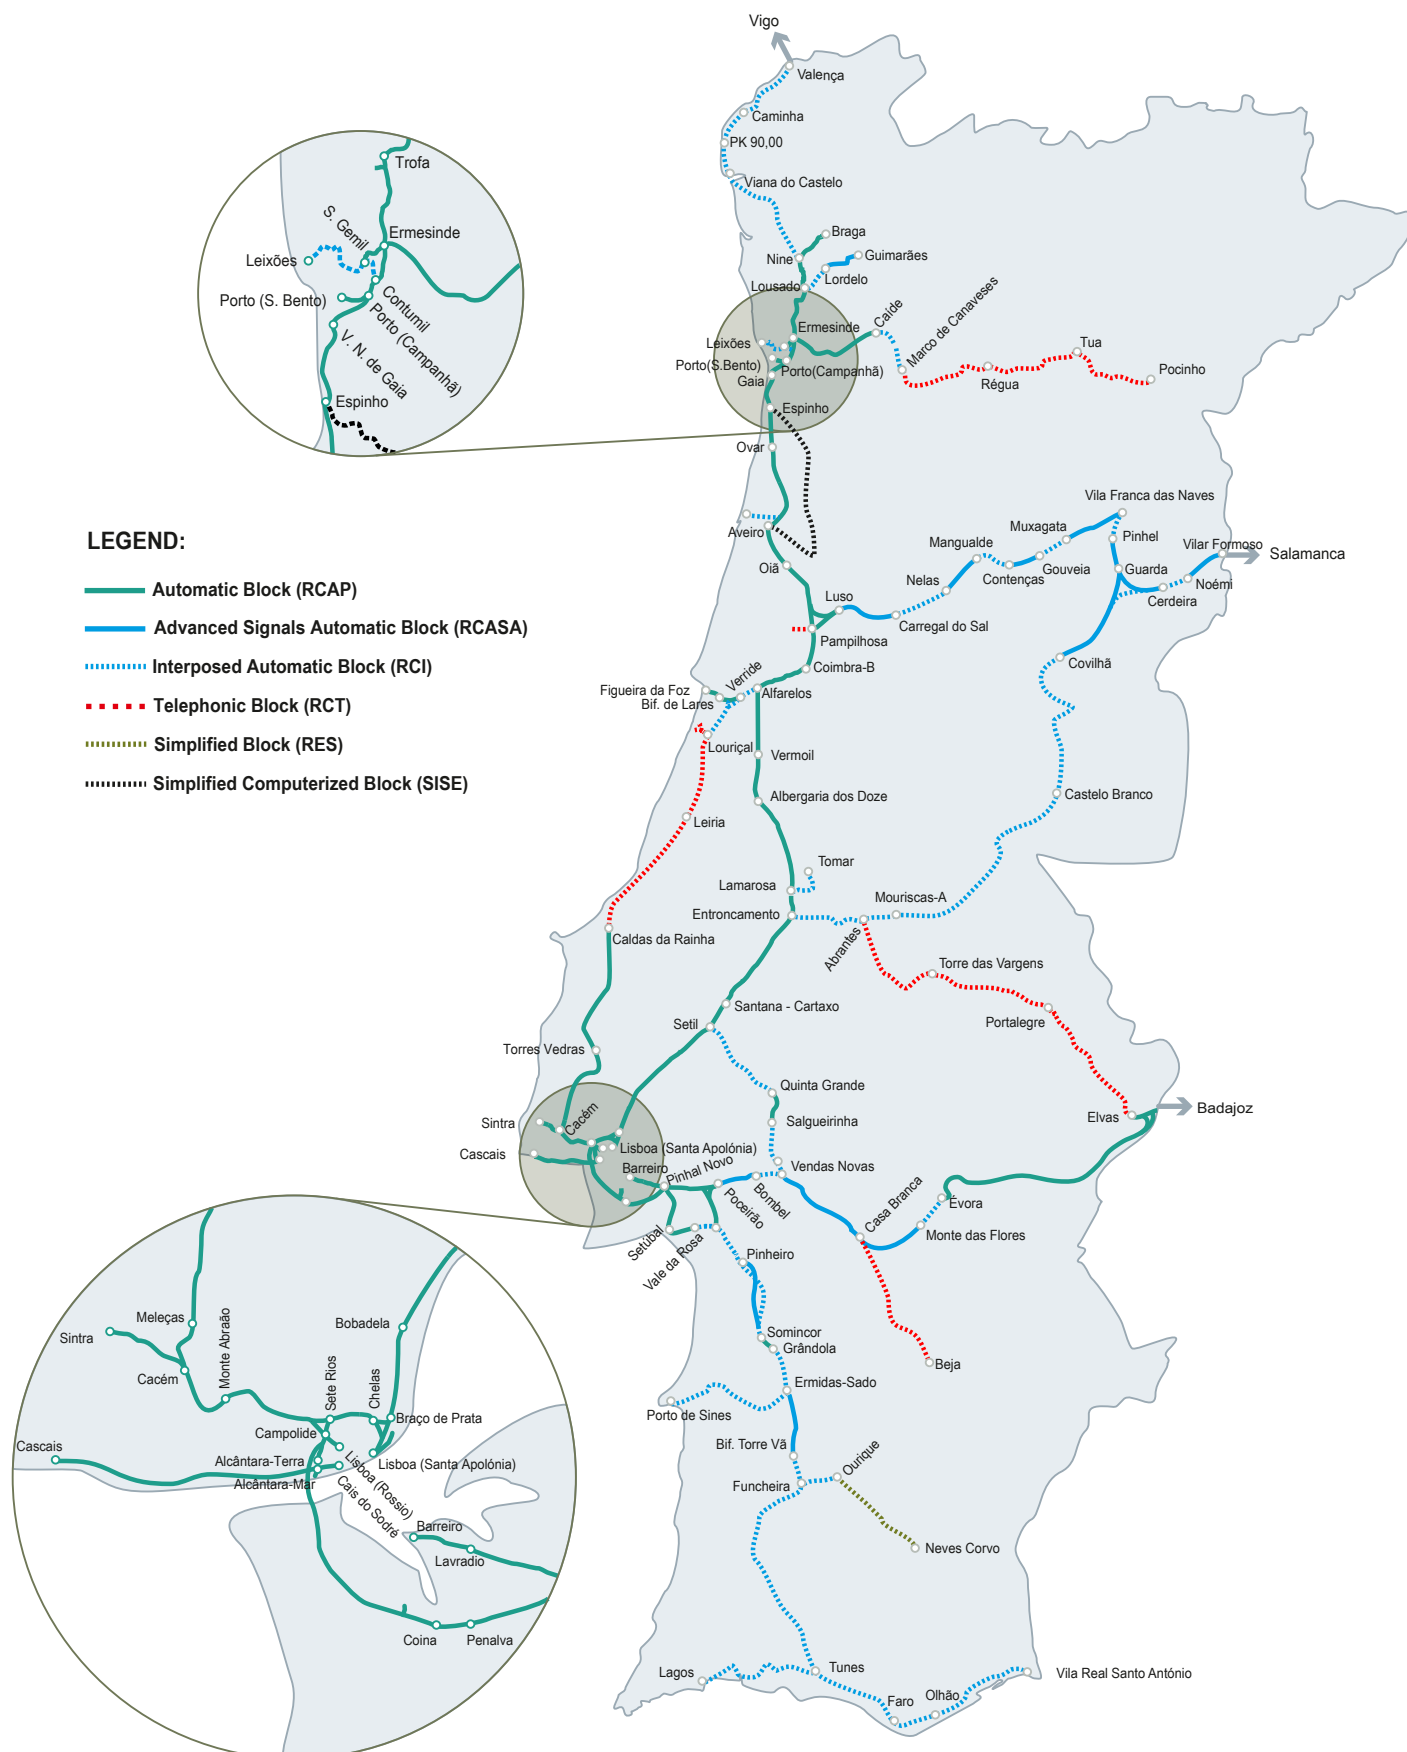 Vigo
Valença
Caminha
PK 90,00
Viana do Castelo
Braga
Nine
Guimarães
Lordelo
Lousado
Ermesinde
Caíde
Marco de Canaveses
Leixões
Porto(S.Bento)
Porto(Campanhã)
Gaia
Tua
Régua
Pocinho
Espinho
Ovar
Trofa
S. Gemil
Ermesinde
Leixões
Porto (S. Bento)
Contumil
Porto (Campanhã)
V. N. de Gaia
Espinho
LEGEND:
Automatic Block (RCAP)
Advanced Signals Automatic Block (RCASA)
Interposed Automatic Block (RCI)
Telephonic Block (RCT)
Simplified Block (RES)
Simplified Computerized Block (SISE)
Vila Franca das Naves
Aveiro
Muxagata
Pinhel
Mangualde
Vilar Formoso
Salamanca
Gouveia
Contenças
Guarda
Oiã
Nelas
Noémi
Cerdeira
Luso
Carregal do Sal
Pampilhosa
Coimbra-B
Covilhã
Verride
Figueira da Foz
Bif. de Lares
Alfarelos
Louriçal
Vermoil
Albergaria dos Doze
Castelo Branco
Leiria
Tomar
Lamarosa
Mouriscas-A
Entroncamento
Abrantes
Caldas da Rainha
Torre das Vargens
Santana - Cartaxo
Portalegre
Setil
Torres Vedras
Quinta Grande
Elvas
Badajoz
Sintra
Cacém
Salgueirinha
Cascais
Lisboa (Santa Apolónia)
Barreiro
Pinhal Novo
Vendas Novas
Poceirão
Bombel
Casa Branca
Évora
Monte das Flores
Setúbal
Vale da Rosa
Pinheiro
Somincor
Grândola
Beja
Ermidas-Sado
Porto de Sines
Bif. Torre Vã
Ourique
Funcheira
Neves Corvo
Lagos
Tunes
Vila Real Santo António
Faro
Olhão
Meleças
Sintra
Cacém
Monte Abraão
Bobadela
Sete Rios
Chelas
Braço de Prata
Campolide
Cascais
Alcântara-Terra
Alcântara-Mar
Lisboa (Santa Apolónia)
Lisboa (Rossio)
Cais do Sodré
Barreiro
Lavradio
Coina
Penalva